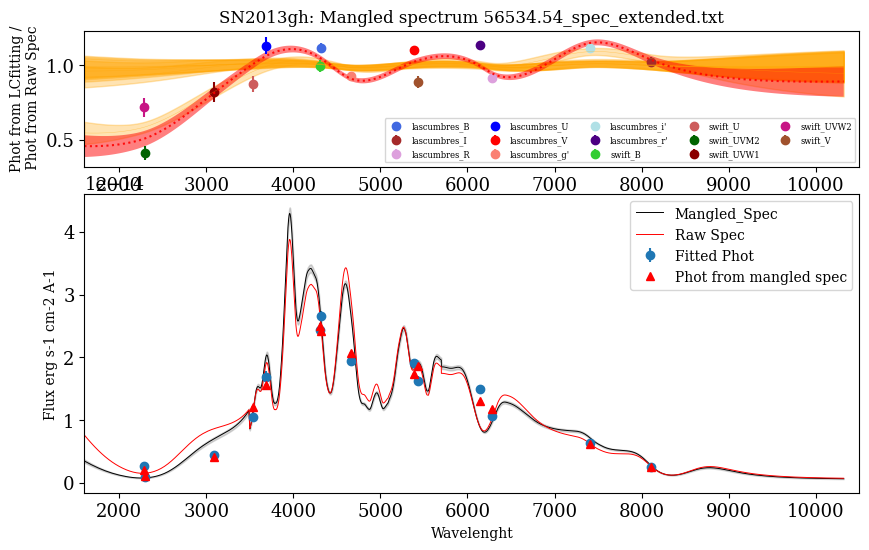 SN2013gh: Mangled spectrum 56534.54_spec_extended.txt
Phot from LCfitting /
Phot from Raw Spec
1.0
0.5
lascumbres_B lascumbres_U lascumbres_i' swift_U swift_UVW2
lascumbres_I lascumbres_V lascumbres_r' swift_UVM2 swift_V
lascumbres_R lascumbres_g' swift_B swift_UVW1
2000 3000 4000 5000 6000 7000 8000 9000 10000
1e−14
Flux erg s-1 cm-2 A-1
4
3
2
1
0
Mangled_Spec
Raw Spec
Fitted Phot
Phot from mangled spec
2000 3000 4000 5000 6000 7000 8000 9000 10000
Wavelenght